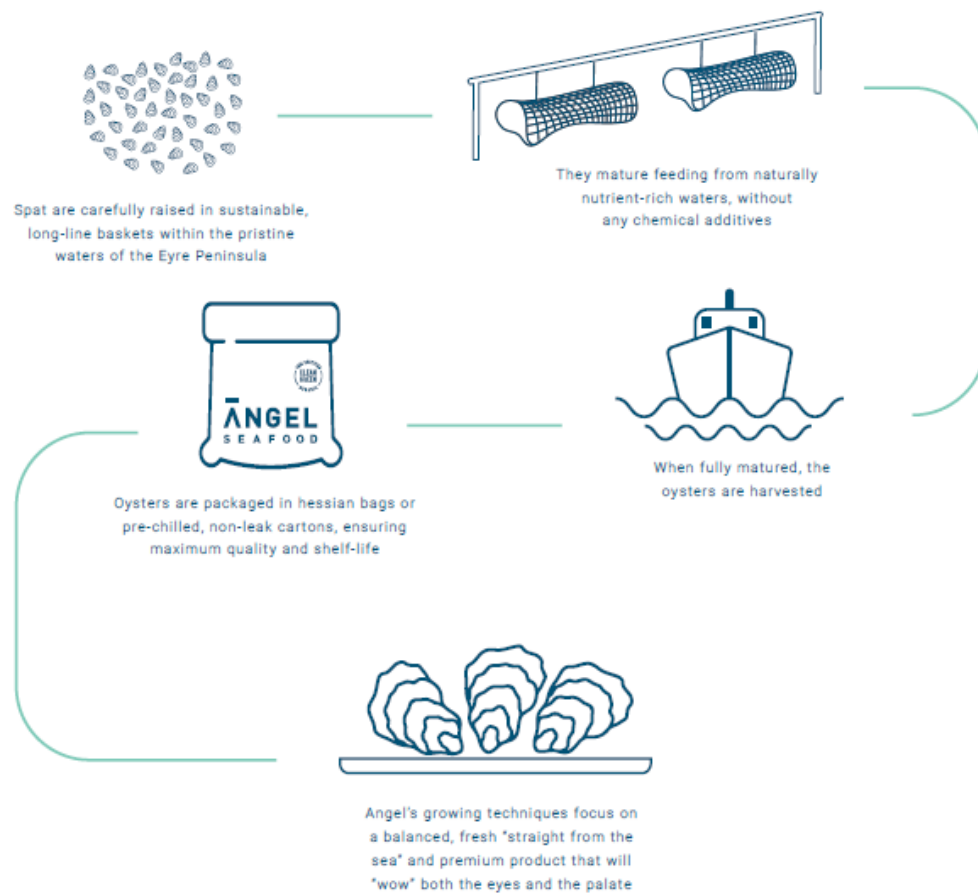 Spat are carefully raised in sustainable,
long-line baskets within the pristine
waters of the Eyre Peninsula
They mature feeding from naturally
nutrient-rich waters, without
any chemical additives
When fully matured, the
oysters are harvested
CLEAN
GREEN
ĀNGEL
SEAFOOD
Oysters are packaged in hessian bags or
pre-chilled, non-leak cartons, ensuring
maximum quality and shelf-life
Angel's growing techniques focus on
a balanced, fresh "straight from the
sea" and premium product that will
"wow" both the eyes and the palate